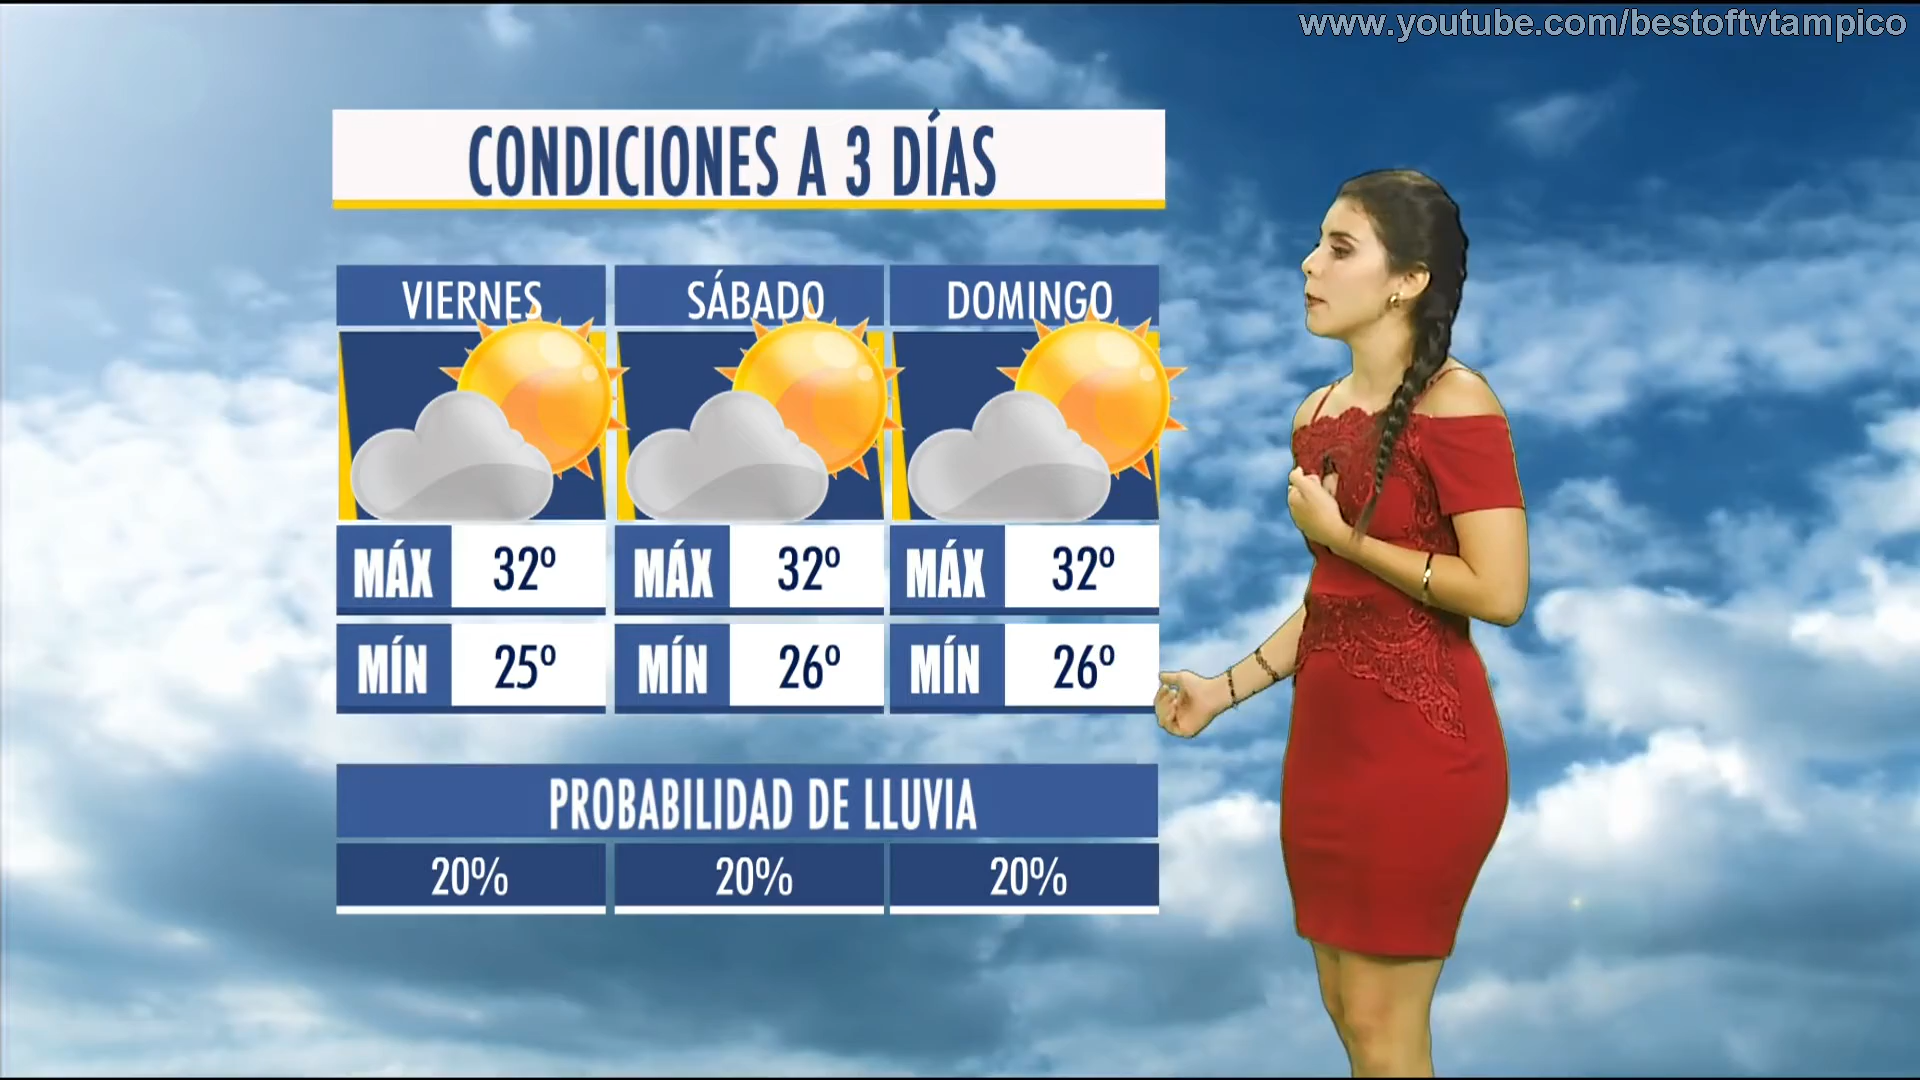 www.youtube.com/bestoftvtampico
CONDICIONES A 3 DÍAS
VIERNES SÁBADO DOMINGO
MÁX 32º MÁX 32º MÁX 32º
MÍN 25º MÍN 26º MÍN 26º
PROBABILIDAD DE LLUVIA
20% 20% 20%